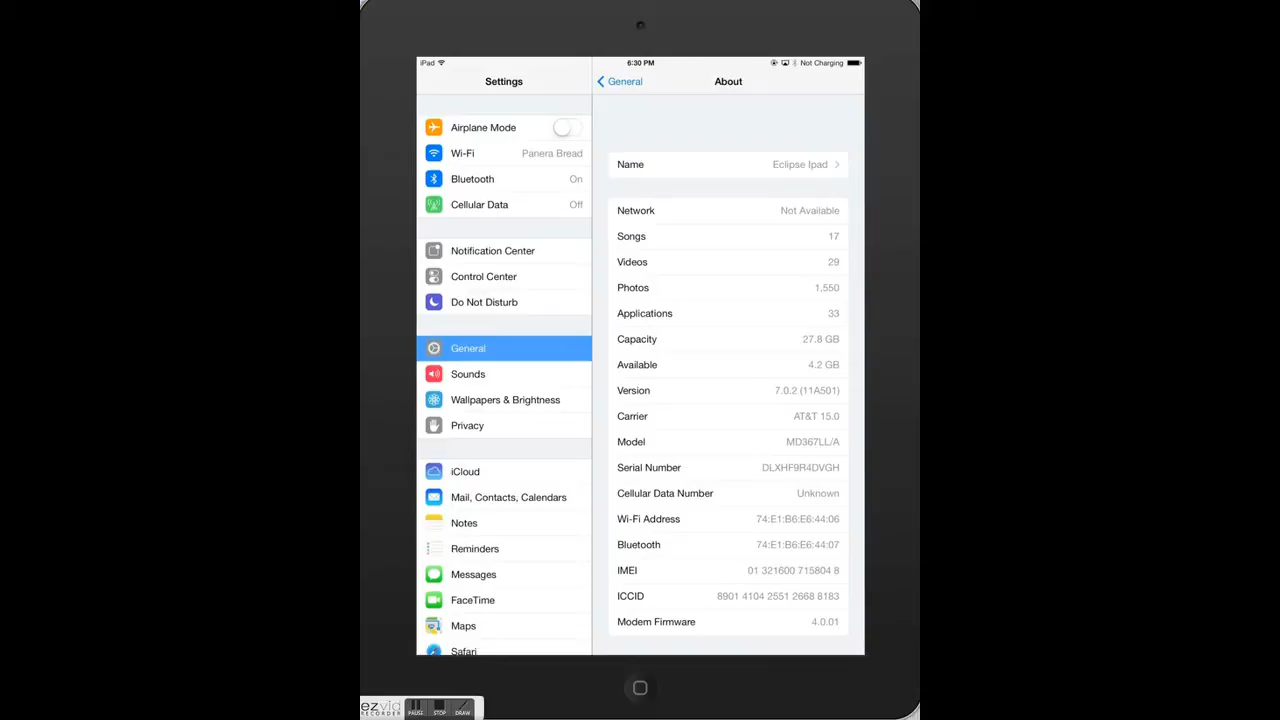 iPad
6:30 PM
Not Charging
Settings
General
About
Airplane Mode
Wi-Fi Panera Bread
Bluetooth On
Cellular Data Off
Notification Center
Control Center
Do Not Disturb
General
Sounds
Wallpapers & Brightness
Privacy
iCloud
Mail, Contacts, Calendars
Notes
Reminders
Messages
FaceTime
Maps
Safari
Name Eclipse Ipad
Network Not Available
Songs 17
Videos 29
Photos 1,550
Applications 33
Capacity 27.8 GB
Available 4.2 GB
Version 7.0.2 (11A501)
Carrier AT&T 15.0
Model MD367LL/A
Serial Number DLXHF9R4DVGH
Cellular Data Number Unknown
Wi-Fi Address 74:E1:B6:E6:44:06
Bluetooth 74:E1:B6:E6:44:07
IMEI 01 321600 715804 8
ICCID 8901 4104 2551 2668 8183
Modem Firmware 4.0.01
ezvid
RECORDER
PAUSE STOP DRAW